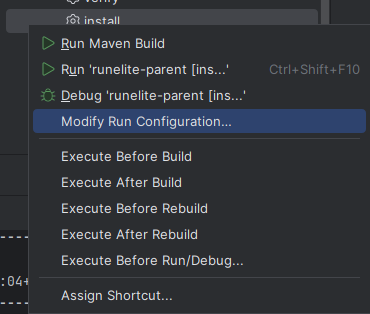 install
Run Maven Build
Run 'runelite-parent [ins...' Ctrl+Shift+F10
Debug 'runelite-parent [ins...'
Modify Run Configuration...
Execute Before Build
Execute After Build
Execute Before Rebuild
Execute After Rebuild
Execute Before Run/Debug...
:04+
Assign Shortcut...